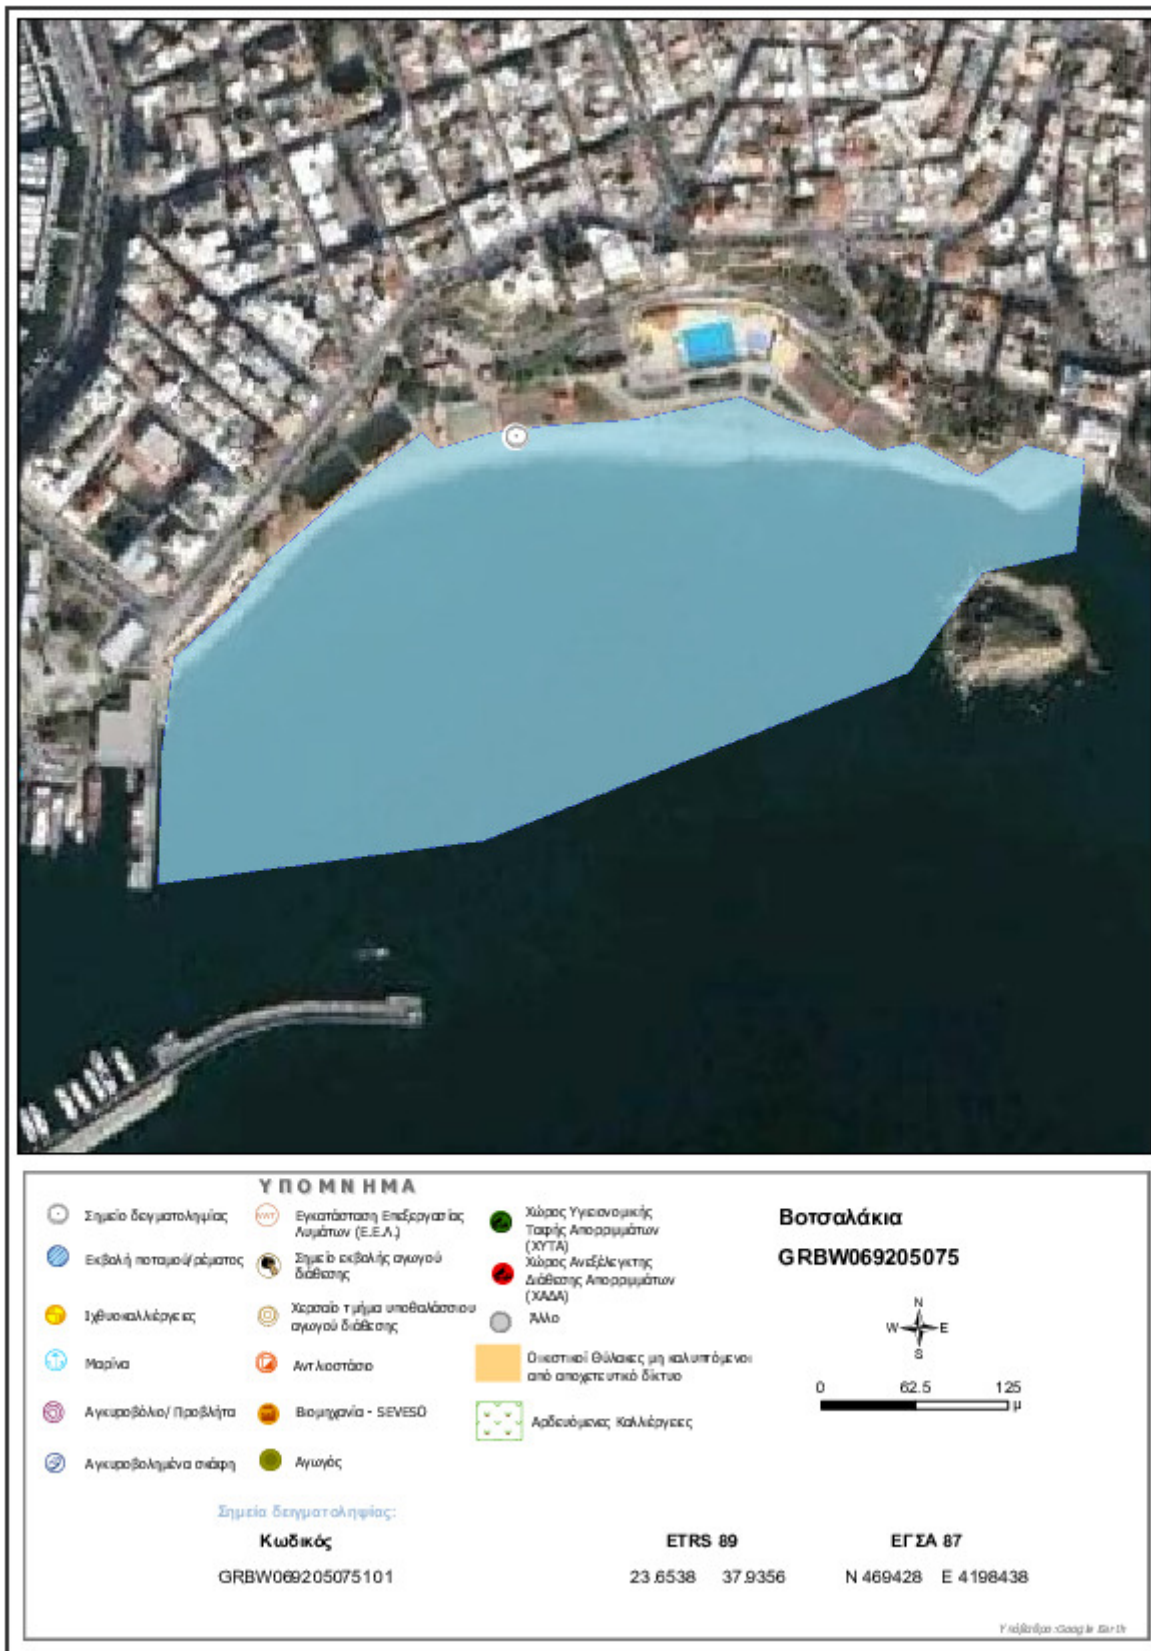 ΥΠΟΜΝΗΜΑ
Σημείο δειγματοληψίας
Εκβολή ποταμού/ρέματος
Ιχθυοκαλλιέργειες
Μαρίνα
Αγκυροβόλιο/ Προβλήτα
Αγκυροβολημένα σκάφη
Εγκατάσταση Επεξεργασίας
Λυμάτων (Ε.Ε.Λ.)
Σημείο εκβολής αγωγού
διάθεσης
Χερσαίο τμήμα υποθαλάσσιου
αγωγού διάθεσης
Αντλιοστάσιο
Βιομηχανία - SEVESO
Αγωγός
Χώρος Υγειονομικής
Ταφής Απορριμμάτων
(ΧΥΤΑ)
Χώρος Ανεξέλεγκτης
Διάθεσης Απορριμμάτων
(ΧΑΔΑ)
Άλλο
Οικιστικοί Θύλακες μη καλυπτόμενοι
από αποχετευτικό δίκτυο
Αρδευόμενες Καλλιέργειες
Βοτσαλάκια
GRBW069205075
N
W E
S
0 62.5 125
μ
Σημεία δειγματοληψίας:
Κωδικός ETRS 89 ΕΓΣΑ 87
GRBW069205075101 23.6538 37.9356 N 469428 E 4198438
Υπόβαθρο :Google Earth